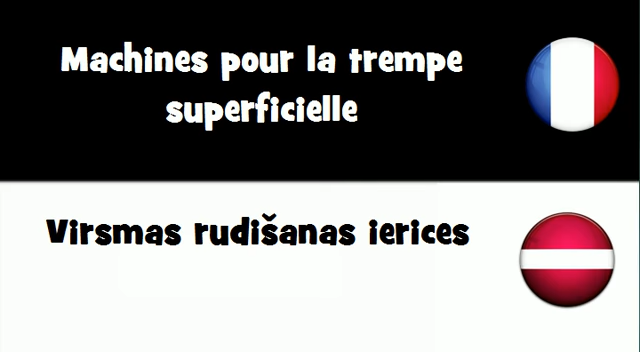 Machines pour la trempe
superficielle
Virsmas rudišanas ierices